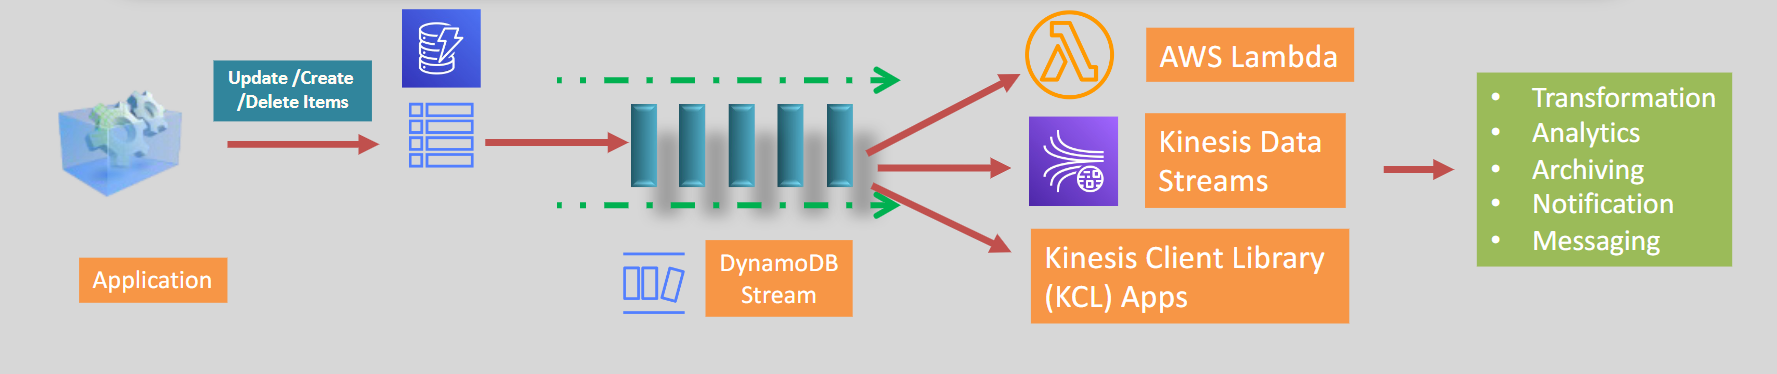 Update /Create
/Delete Items
Application
DynamoDB
Stream
AWS Lambda
Kinesis Data
Streams
Kinesis Client Library
(KCL) Apps
• Transformation
• Analytics
• Archiving
• Notification
• Messaging